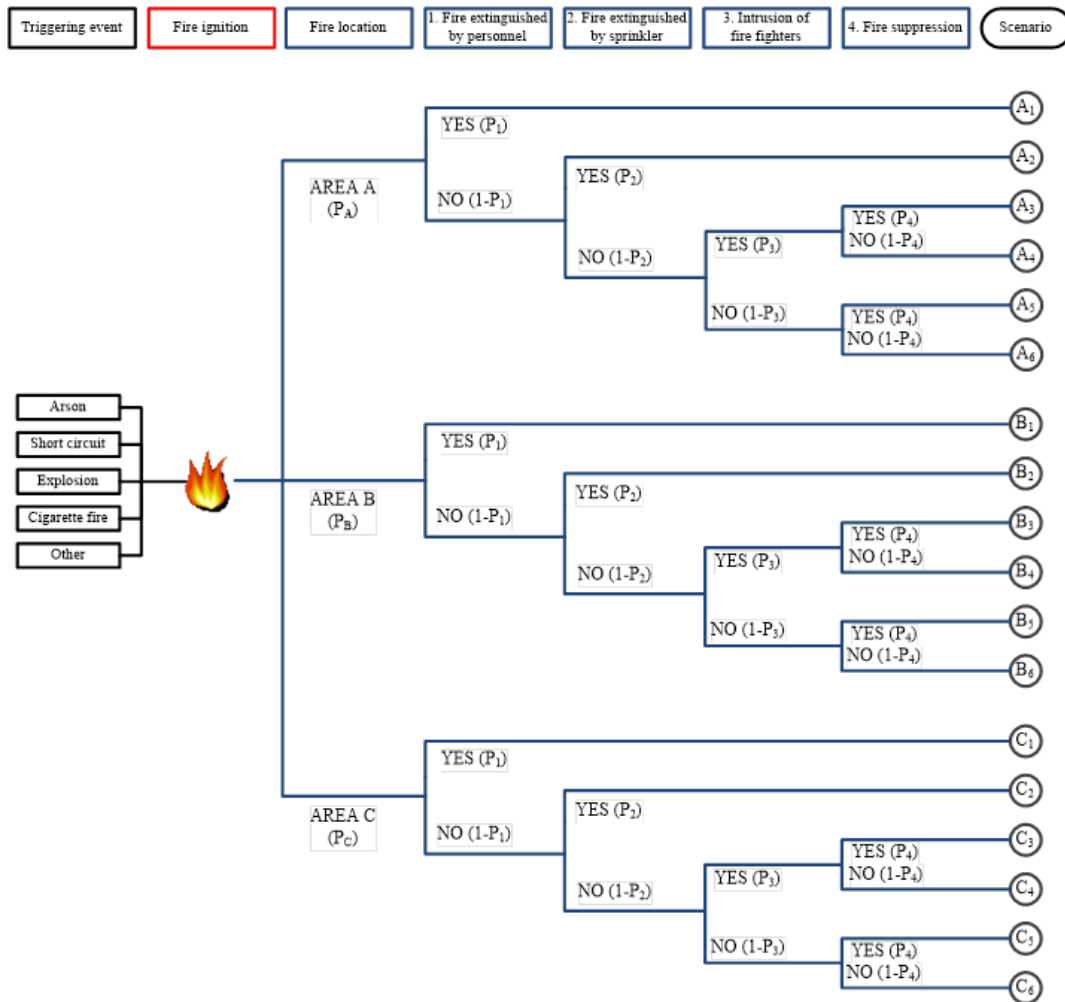 Triggering event
Fire ignition
Fire location
1. Fire extinguished
by personnel
2. Fire extinguished
by sprinkler
3. Intrusion of
fire fighters
4. Fire suppression
Scenario
YES (P₁)
A₁
AREA A
(P_A)
NO (1-P₁)
YES (P₂)
A₂
NO (1-P₂)
YES (P₃)
YES (P₄)
NO (1-P₄)
A₃
A₄
NO (1-P₃)
YES (P₄)
NO (1-P₄)
A₅
A₆
Arson
Short circuit
Explosion
Cigarette fire
Other
YES (P₁)
B₁
AREA B
(P_B)
NO (1-P₁)
YES (P₂)
B₂
NO (1-P₂)
YES (P₃)
YES (P₄)
NO (1-P₄)
B₃
B₄
NO (1-P₃)
YES (P₄)
NO (1-P₄)
B₅
B₆
YES (P₁)
C₁
AREA C
(P_C)
NO (1-P₁)
YES (P₂)
C₂
NO (1-P₂)
YES (P₃)
YES (P₄)
NO (1-P₄)
C₃
C₄
NO (1-P₃)
YES (P₄)
NO (1-P₄)
C₅
C₆